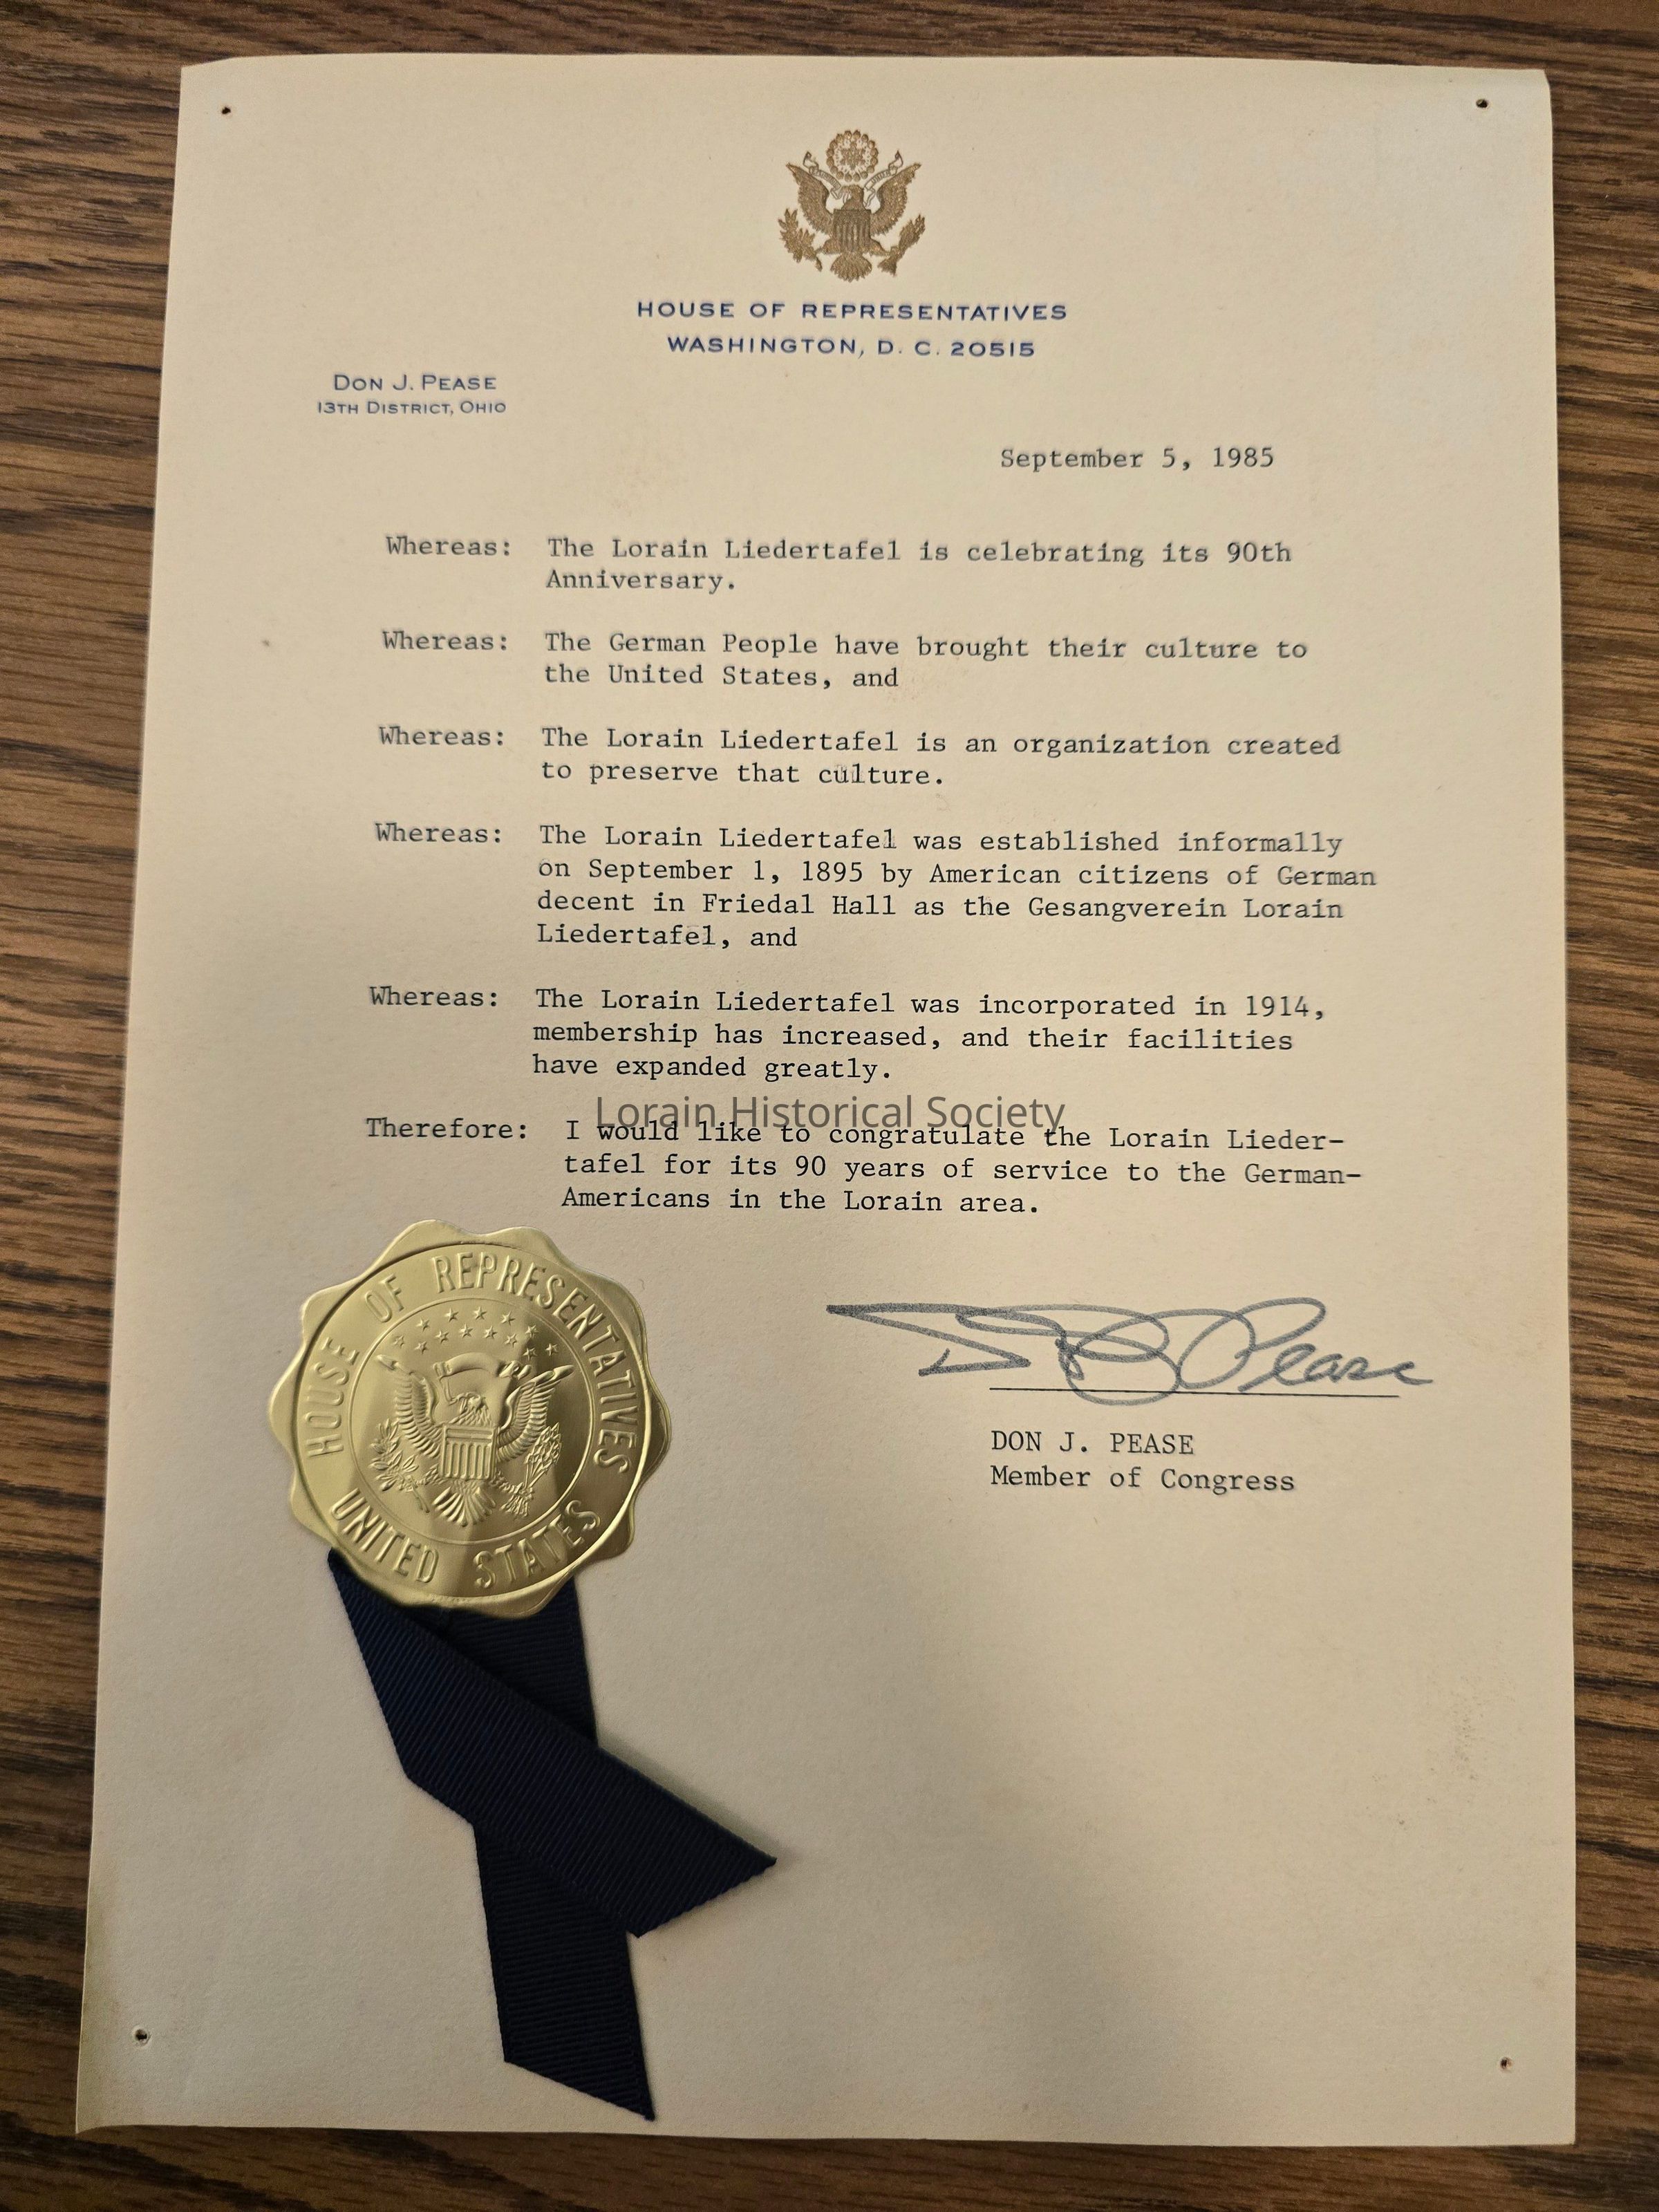 HOUSE OF REPRESENTATIVES
WASHINGTON, D. C. 20515
DON J. PEASE
13TH DISTRICT, OHIO
September 5, 1985
Whereas: The Lorain Liedertafel is celebrating its 90th
Anniversary.
Whereas: The German People have brought their culture to
the United States, and
Whereas: The Lorain Liedertafel is an organization created
to preserve that culture.
Whereas: The Lorain Liedertafel was established informally
on September 1, 1895 by American citizens of German
decent in Friedal Hall as the Gesangverein Lorain
Liedertafel, and
Whereas: The Lorain Liedertafel was incorporated in 1914,
membership has increased, and their facilities
have expanded greatly.
Lorain Historical Society
Therefore: I would like to congratulate the Lorain Lieder-
tafel for its 90 years of service to the German-
Americans in the Lorain area.
HOUSE OF REPRESENTATIVES
UNITED STATES
D J Pease
DON J. PEASE
Member of Congress